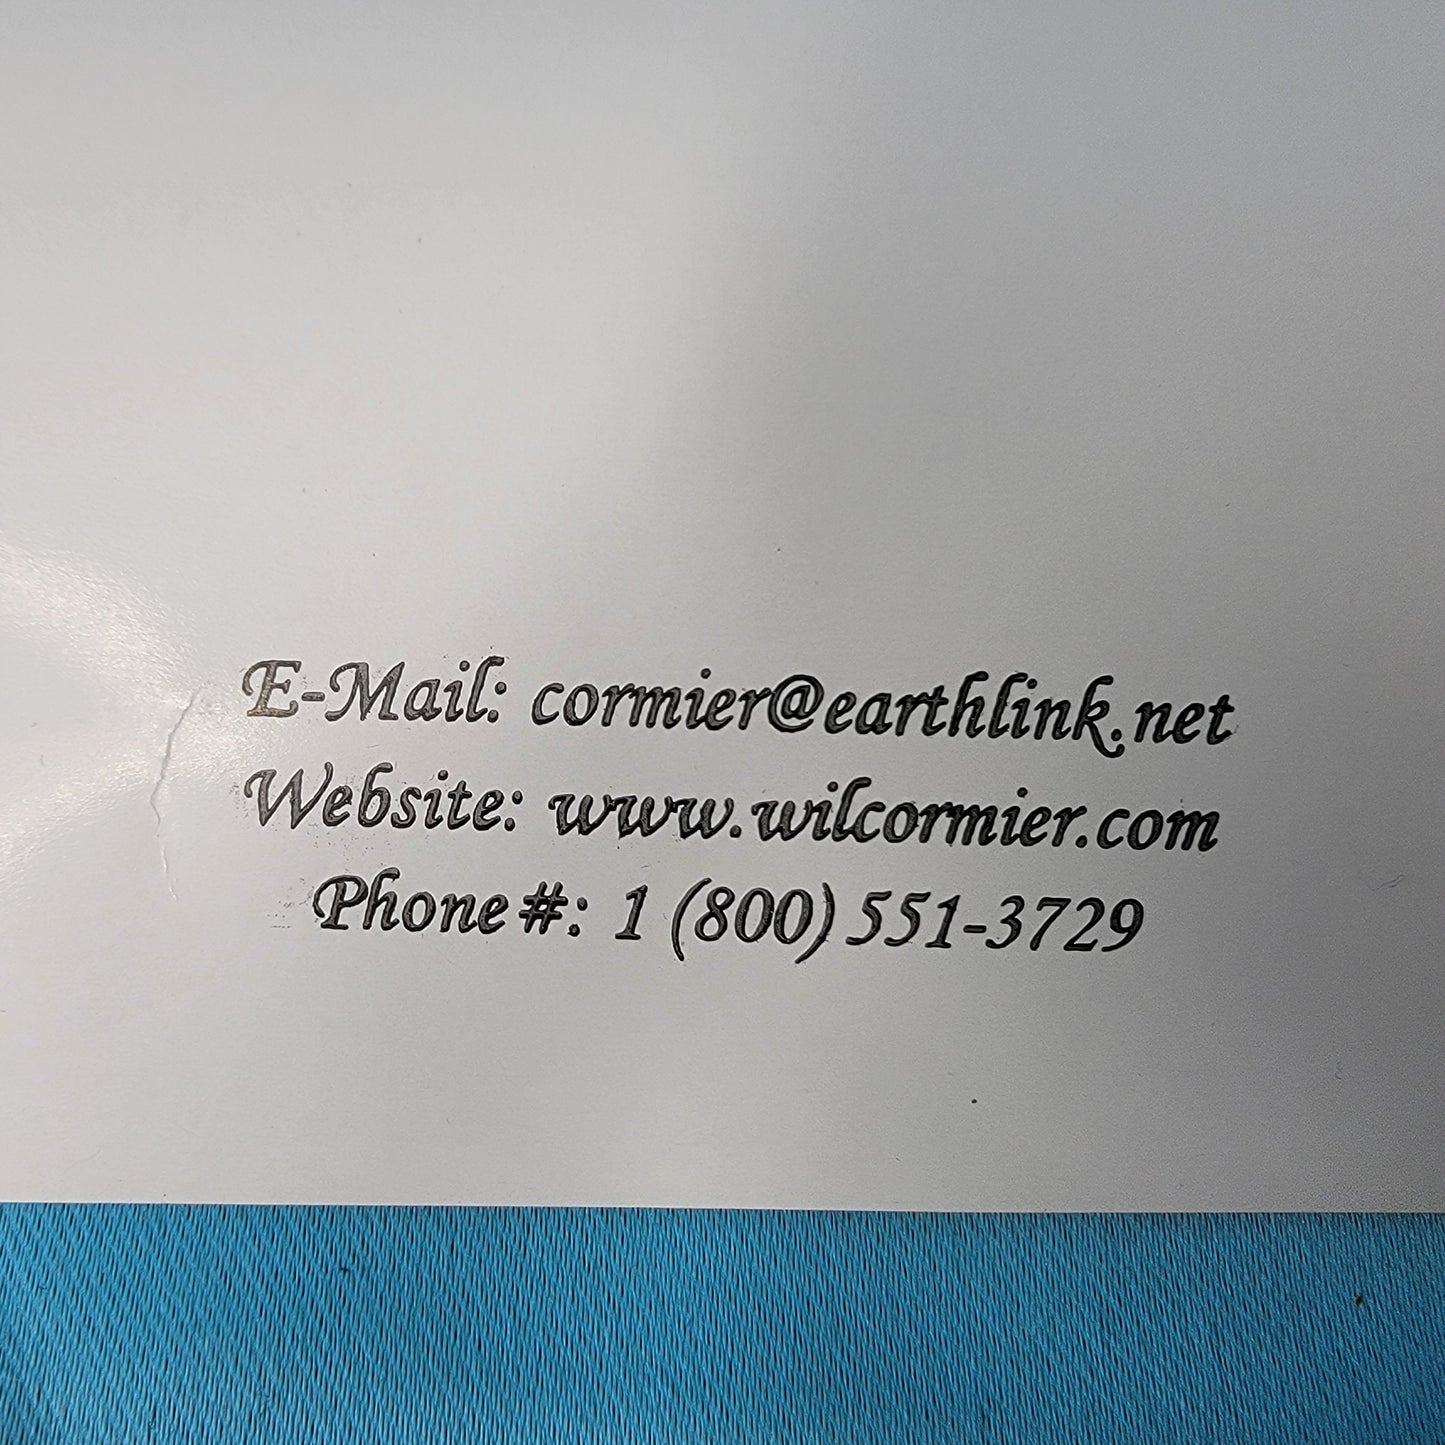 E-Mail: cormier@earthlink.net
Website: www.wilcormier.com
Phone#: 1 (800) 551-3729